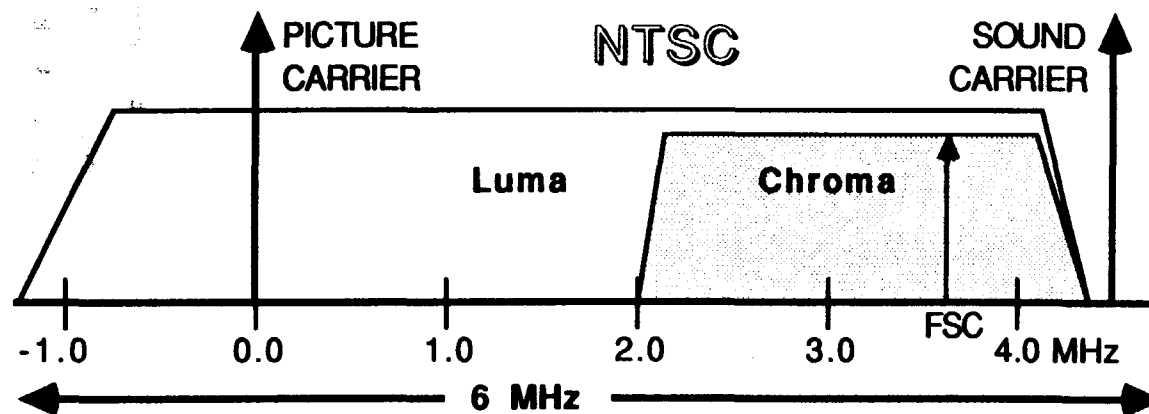 PICTURE
CARRIER
NTSC
SOUND
CARRIER
Luma
Chroma
FSC
-1.0 0.0 1.0 2.0 3.0 4.0 MHz
6 MHz